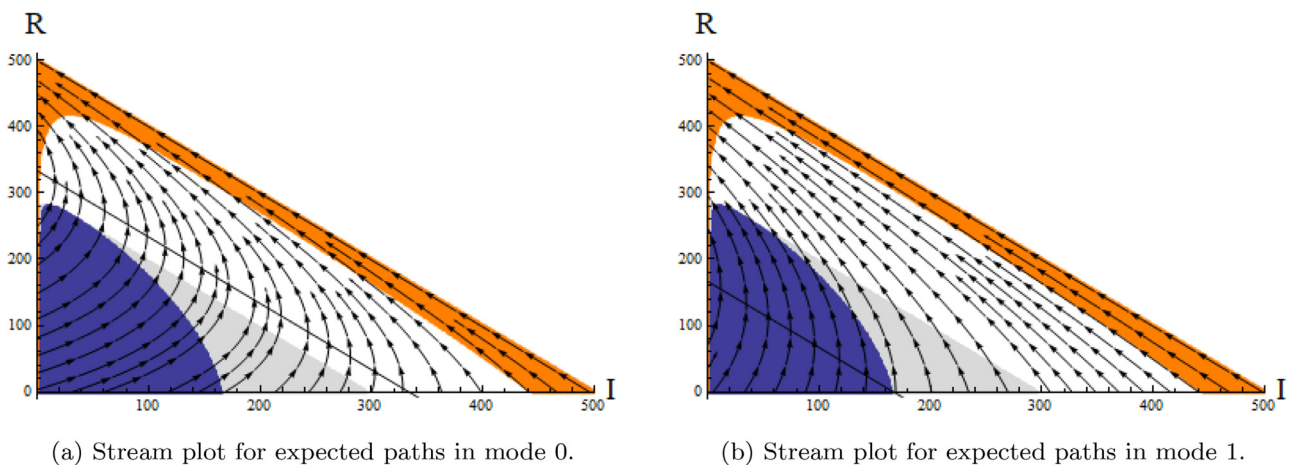 R R
500 500
400 400
300 300
200 200
100 100
0 0
100 200 300 400 500 I 100 200 300 400 500 I
(a) Stream plot for expected paths in mode 0. (b) Stream plot for expected paths in mode 1.